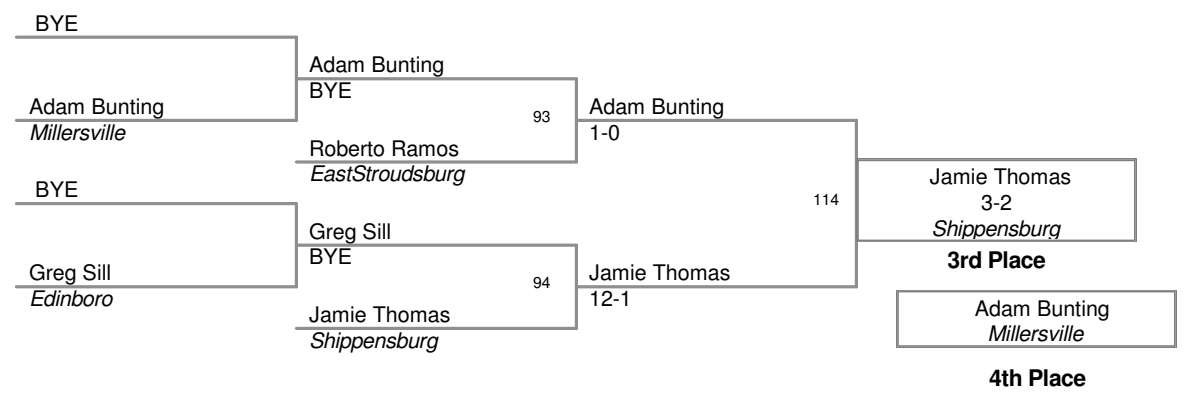 BYE
Adam Bunting
Millersville
BYE
Greg Sill
Edinboro
Adam Bunting
BYE
93
Roberto Ramos
EastStroudsburg
Greg Sill
BYE
94
Jamie Thomas
Shippensburg
Adam Bunting
1-0
114
Jamie Thomas
12-1
Jamie Thomas
3-2
Shippensburg
3rd Place
Adam Bunting
Millersville
4th Place